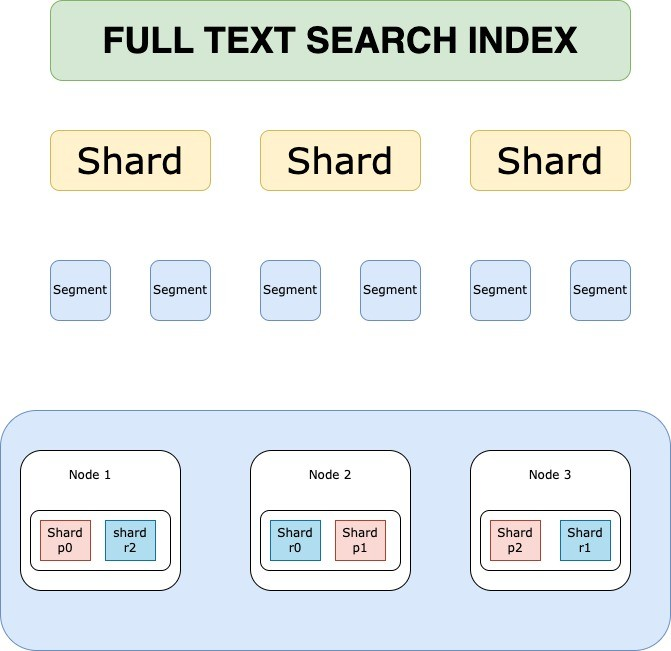 FULL TEXT SEARCH INDEX
Shard Shard Shard
Segment Segment Segment Segment Segment Segment
Node 1 Node 2 Node 3
Shard shard Shard Shard Shard Shard
p0 r2 r0 p1 p2 r1